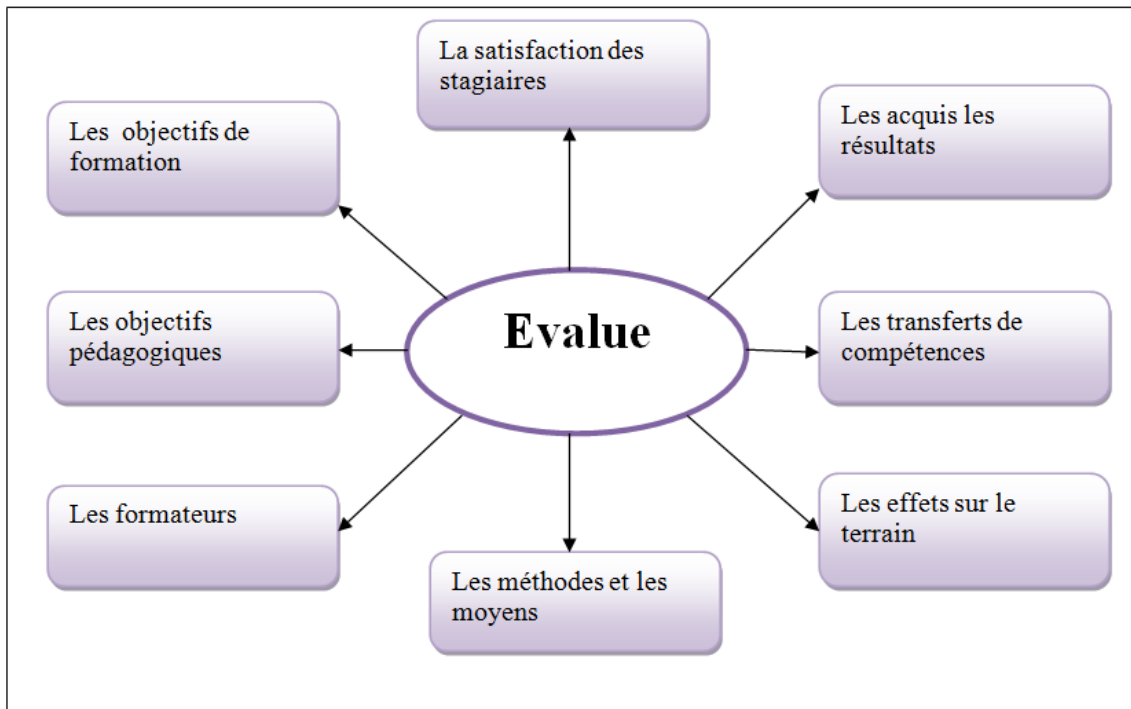 La satisfaction des
stagiaires
Les objectifs de
formation
Les acquis les
résultats
Evalue
Les objectifs
pédagogiques
Les transferts de
compétences
Les formateurs
Les effets sur le
terrain
Les méthodes et les
moyens